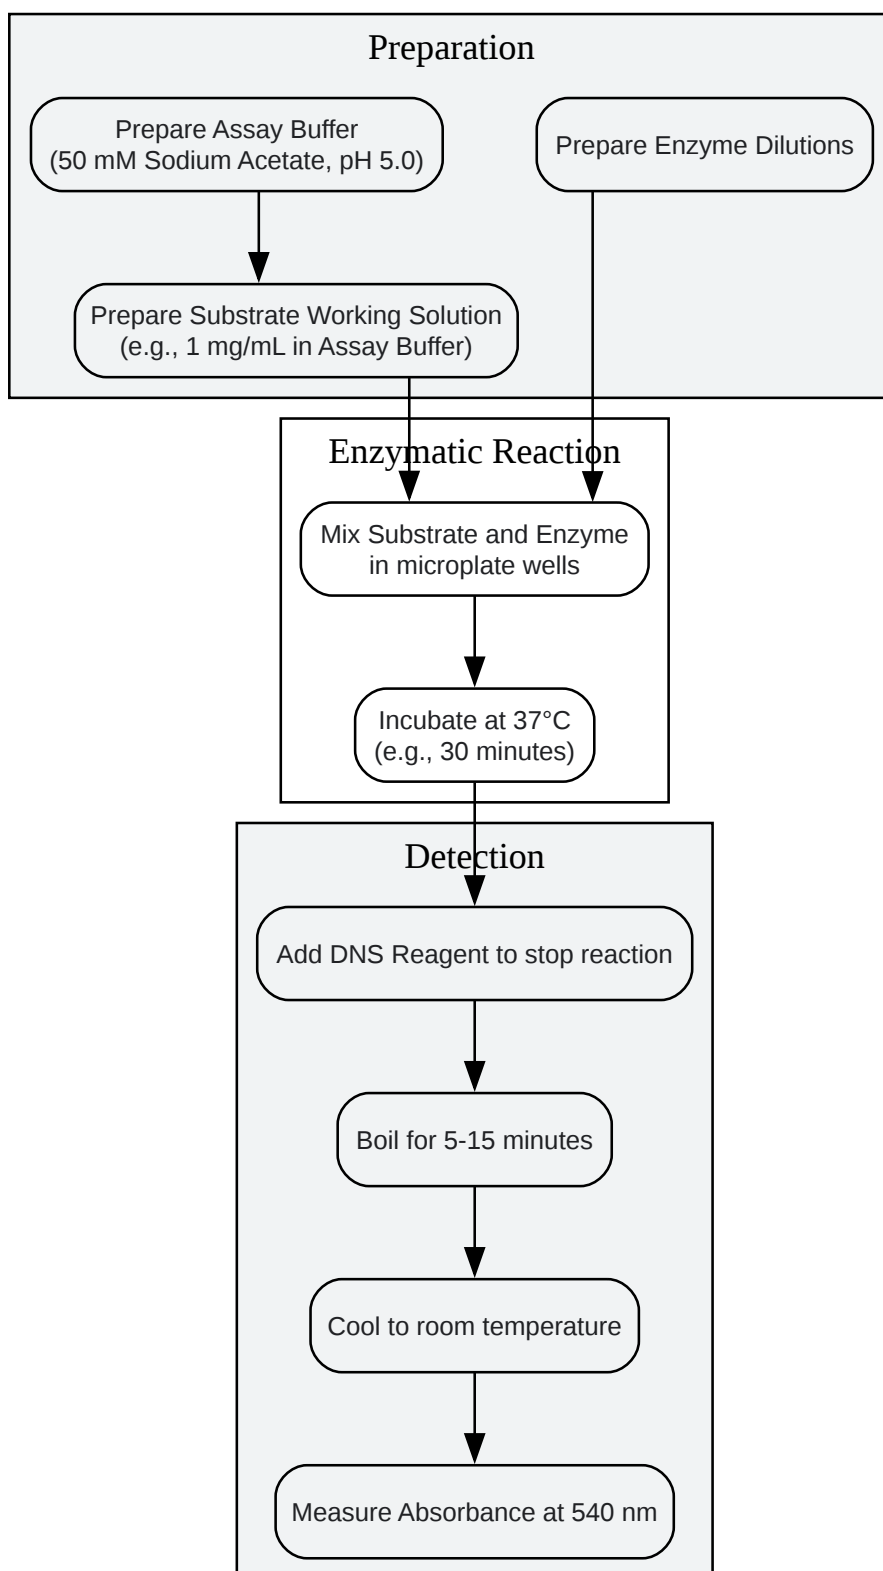 Preparation
Prepare Assay Buffer
(50 mM Sodium Acetate, pH 5.0)
Prepare Enzyme Dilutions
Prepare Substrate Working Solution
(e.g., 1 mg/mL in Assay Buffer)
Enzymatic Reaction
Mix Substrate and Enzyme
in microplate wells
Incubate at 37°C
(e.g., 30 minutes)
Detection
Add DNS Reagent to stop reaction
Boil for 5-15 minutes
Cool to room temperature
Measure Absorbance at 540 nm